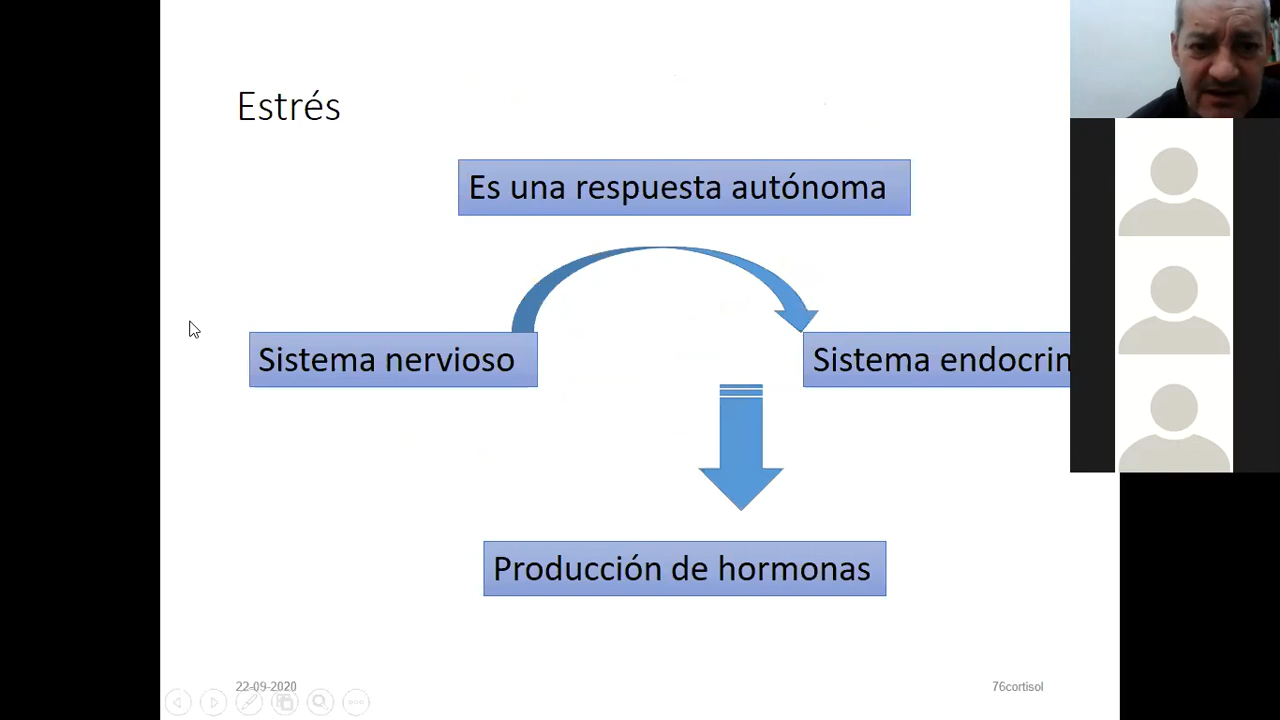 Estrés
Es una respuesta autónoma
Sistema nervioso
Sistema endocrin
Producción de hormonas
22-09-2020
76cortisol